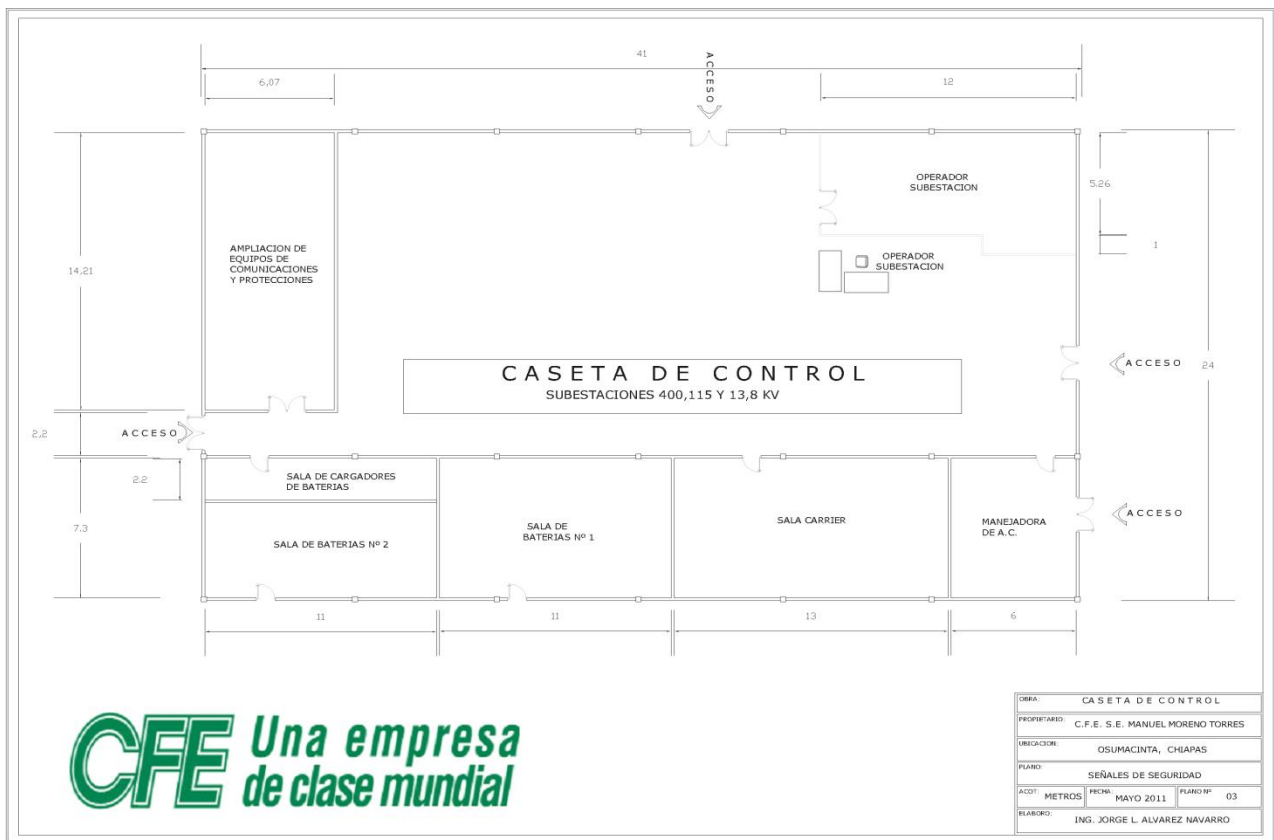 41
6,07
ACCESO
12
OPERADOR
SUBESTACION
5,26
1
AMPLIACION DE
EQUIPOS DE
COMUNICACIONES
Y PROTECCIONES
14,21
OPERADOR
SUBESTACION
CASETA DE CONTROL
SUBESTACIONES 400,115 Y 13,8 KV
ACCESO
24
2,2
ACCESO
2.2
SALA DE CARGADORES
DE BATERIAS
7.3
SALA DE BATERIAS Nº 2
SALA DE
BATERIAS Nº 1
SALA CARRIER
MANEJADORA
DE A.C.
ACCESO
11
11
13
6
CFE
Una empresa
de clase mundial
OBRA: CASETA DE CONTROL
PROPIETARIO: C.F.E. S.E. MANUEL MORENO TORRES
UBICACION: OSUMACINTA, CHIAPAS
PLANO: SEÑALES DE SEGURIDAD
ACOT: METROS FECHA: MAYO 2011 PLANO Nº 03
ELABORO: ING. JORGE L. ALVAREZ NAVARRO